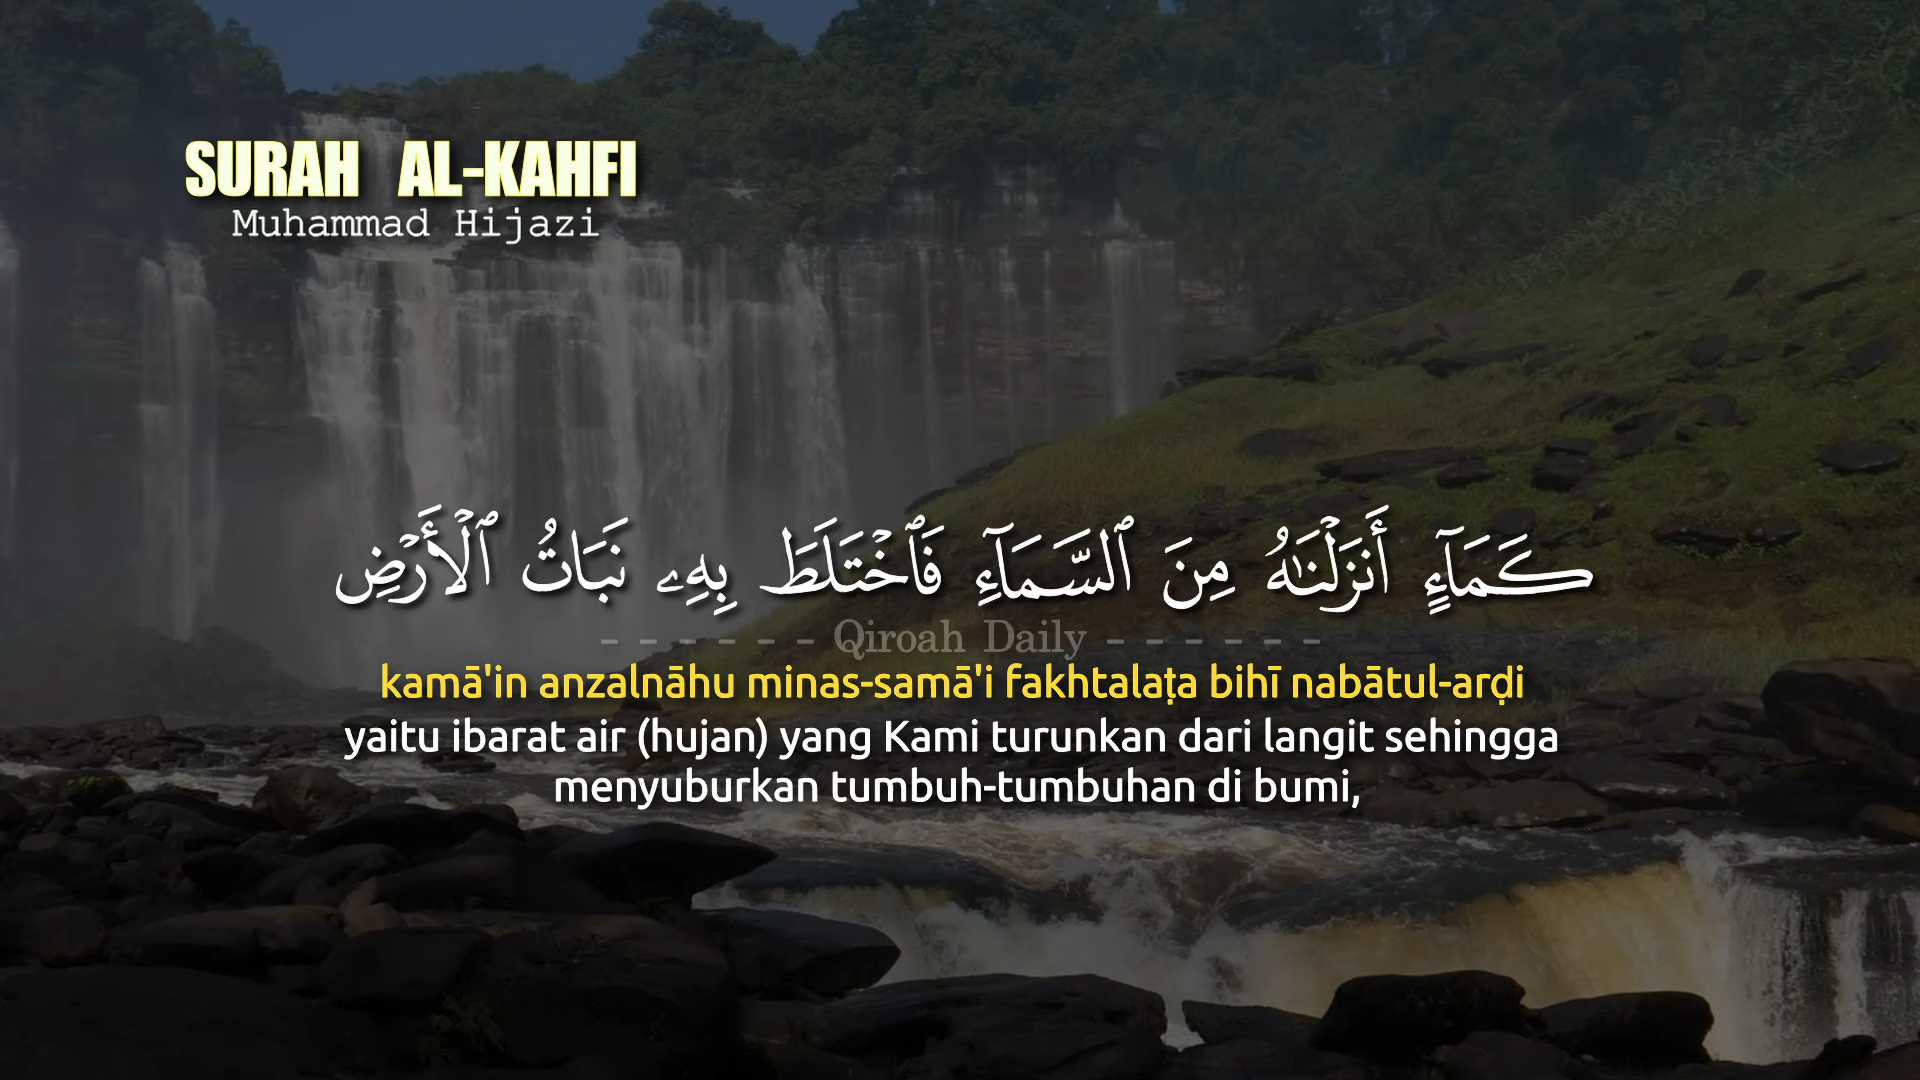 SURAH AL-KAHFI
Muhammad Hijazi
كَمَآءٍ أَنزَلْنَٰهُ مِنَ ٱلسَّمَآءِ فَٱخْتَلَطَ بِهِۦ نَبَاتُ ٱلْأَرْضِ
- - - - - - Qiroah Daily - - - - - -
kamā'in anzalnāhu minas-samā'i fakhtalaṭa bihī nabātul-arḍi
yaitu ibarat air (hujan) yang Kami turunkan dari langit sehingga
menyuburkan tumbuh-tumbuhan di bumi,